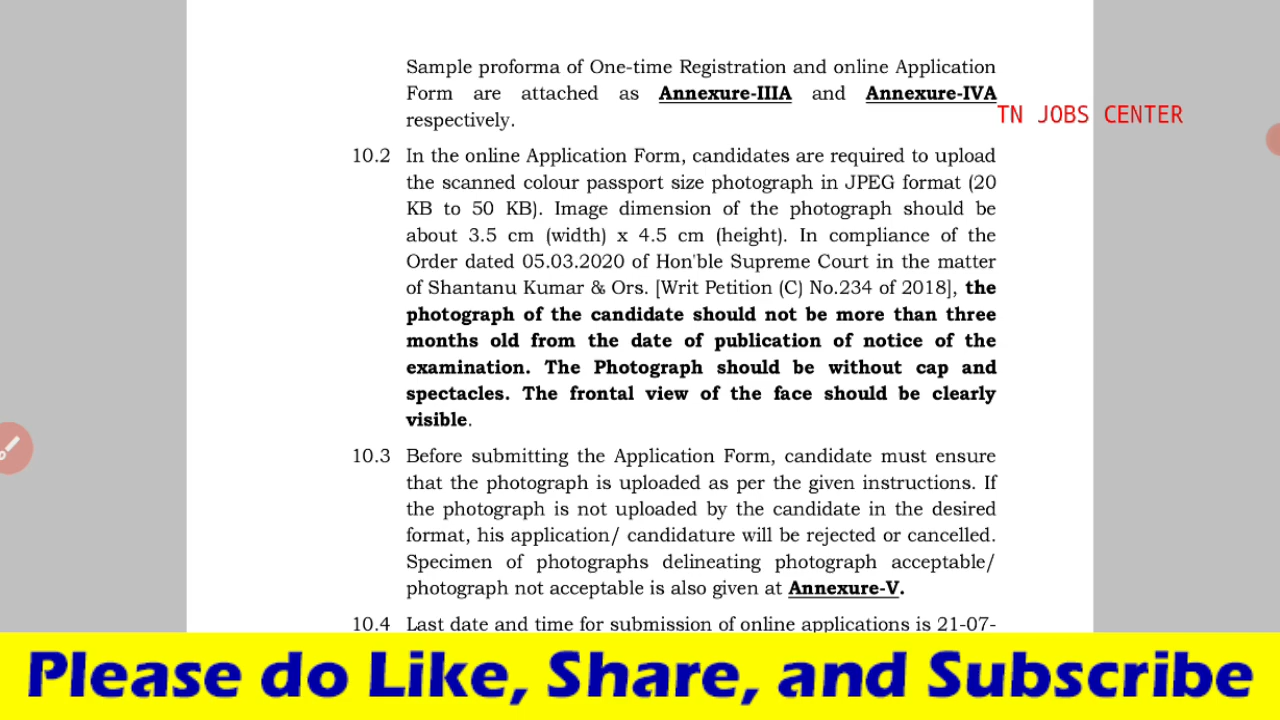 Sample proforma of One-time Registration and online Application
Form are attached as Annexure-IIIA and Annexure-IVA
respectively.
TN JOBS CENTER
10.2 In the online Application Form, candidates are required to upload
the scanned colour passport size photograph in JPEG format (20
KB to 50 KB). Image dimension of the photograph should be
about 3.5 cm (width) x 4.5 cm (height). In compliance of the
Order dated 05.03.2020 of Hon'ble Supreme Court in the matter
of Shantanu Kumar & Ors. [Writ Petition (C) No.234 of 2018], the
photograph of the candidate should not be more than three
months old from the date of publication of notice of the
examination. The Photograph should be without cap and
spectacles. The frontal view of the face should be clearly
visible.
10.3 Before submitting the Application Form, candidate must ensure
that the photograph is uploaded as per the given instructions. If
the photograph is not uploaded by the candidate in the desired
format, his application/ candidature will be rejected or cancelled.
Specimen of photographs delineating photograph acceptable/
photograph not acceptable is also given at Annexure-V.
10.4 Last date and time for submission of online applications is 21-07-
Please do Like, Share, and Subscribe